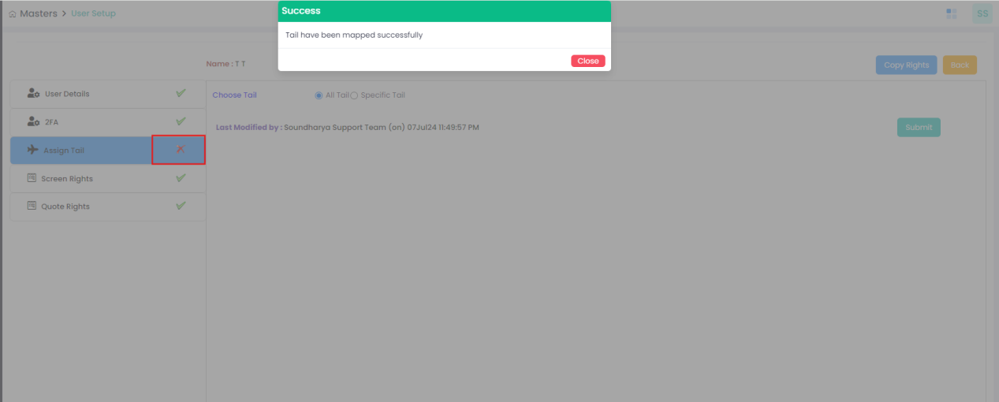 Success
Masters > User Setup
SS
Tail have been mapped successfully
Close
Name : T T
Copy Rights
Back
User Details
Choose Tail
All Tail
Specific Tail
2FA
Last Modified by : Soundharya Support Team (on) 07Jul24 11:49:57 PM
Submit
Assign Tail
Screen Rights
Quote Rights